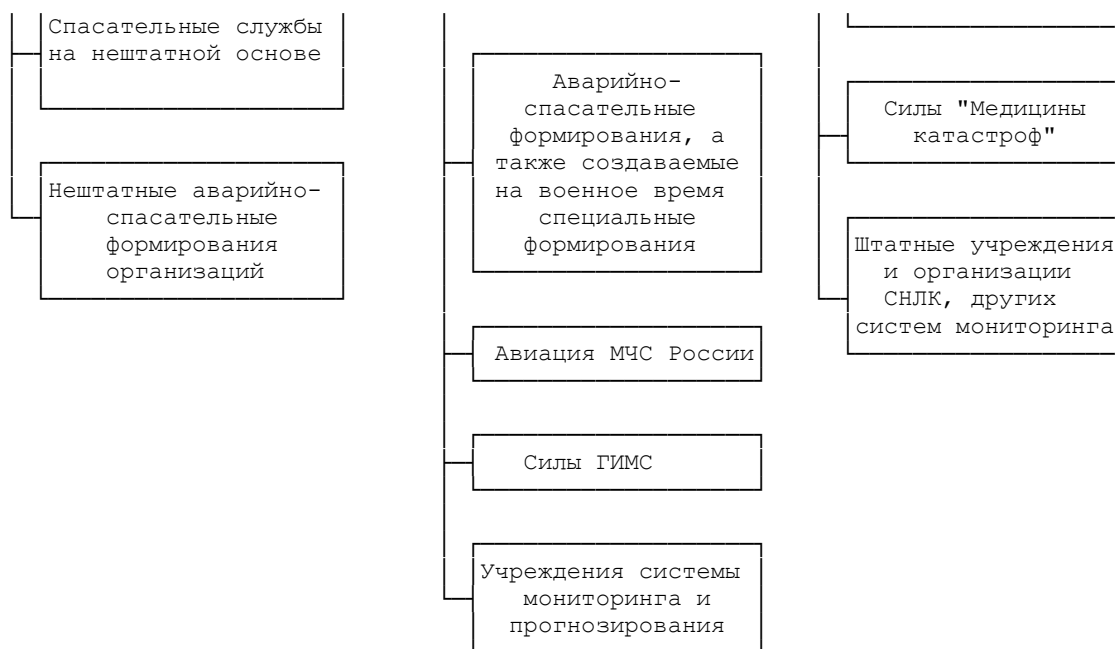 Спасательные службы
на нештатной основе
Нештатные аварийно-
спасательные
формирования
организаций
Аварийно-
спасательные
формирования, а
также создаваемые
на военное время
специальные
формирования
Авиация МЧС России
Силы ГИМС
Учреждения системы
мониторинга и
прогнозирования
Силы "Медицины
катастроф"
Штатные учреждения
и организации
СНЛК, других
систем мониторинга